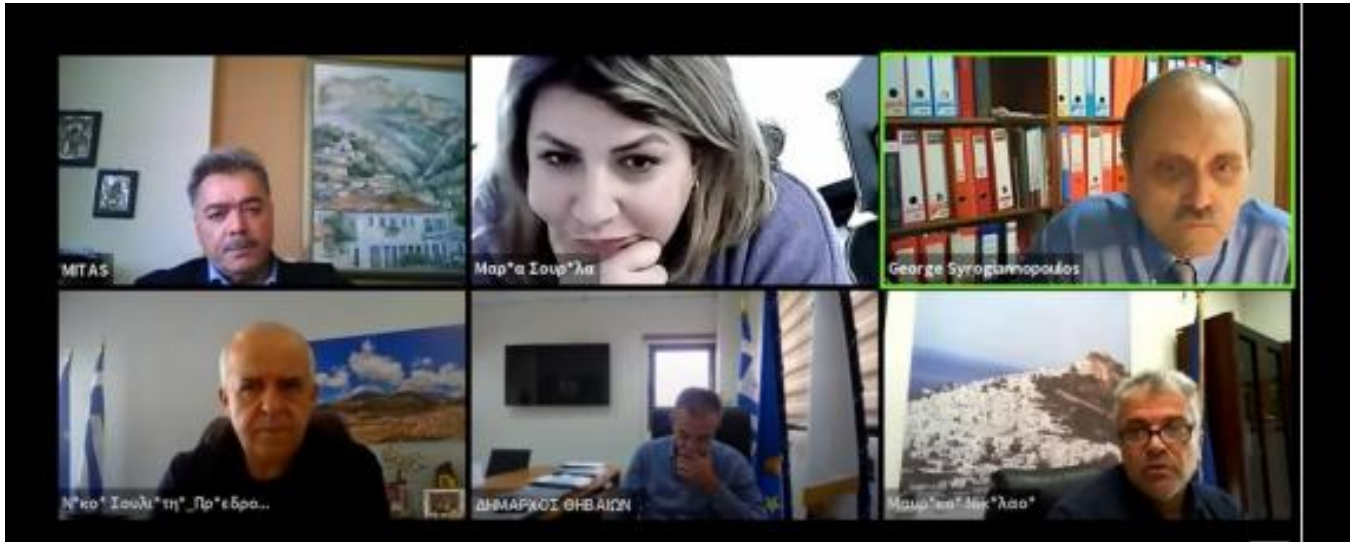 MITAS
Μαρ*α Σουρ*λα
George Syrogiannopoulos
Ν*κο* Σουλι*τη*_Πρ*εδρο...
ΔΗΜΑΡΧΟΣ ΘΗΒΑΙΩΝ
Μαυρ*κο* Νικ*λαο*